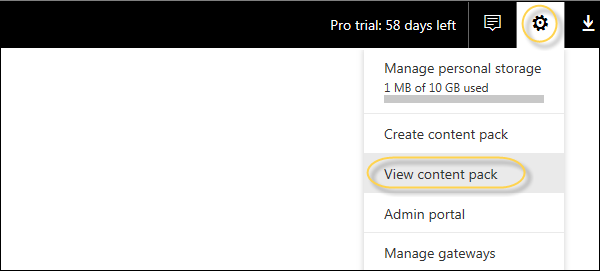 Pro trial: 58 days left
Manage personal storage
1 MB of 10 GB used
Create content pack
View content pack
Admin portal
Manage gateways